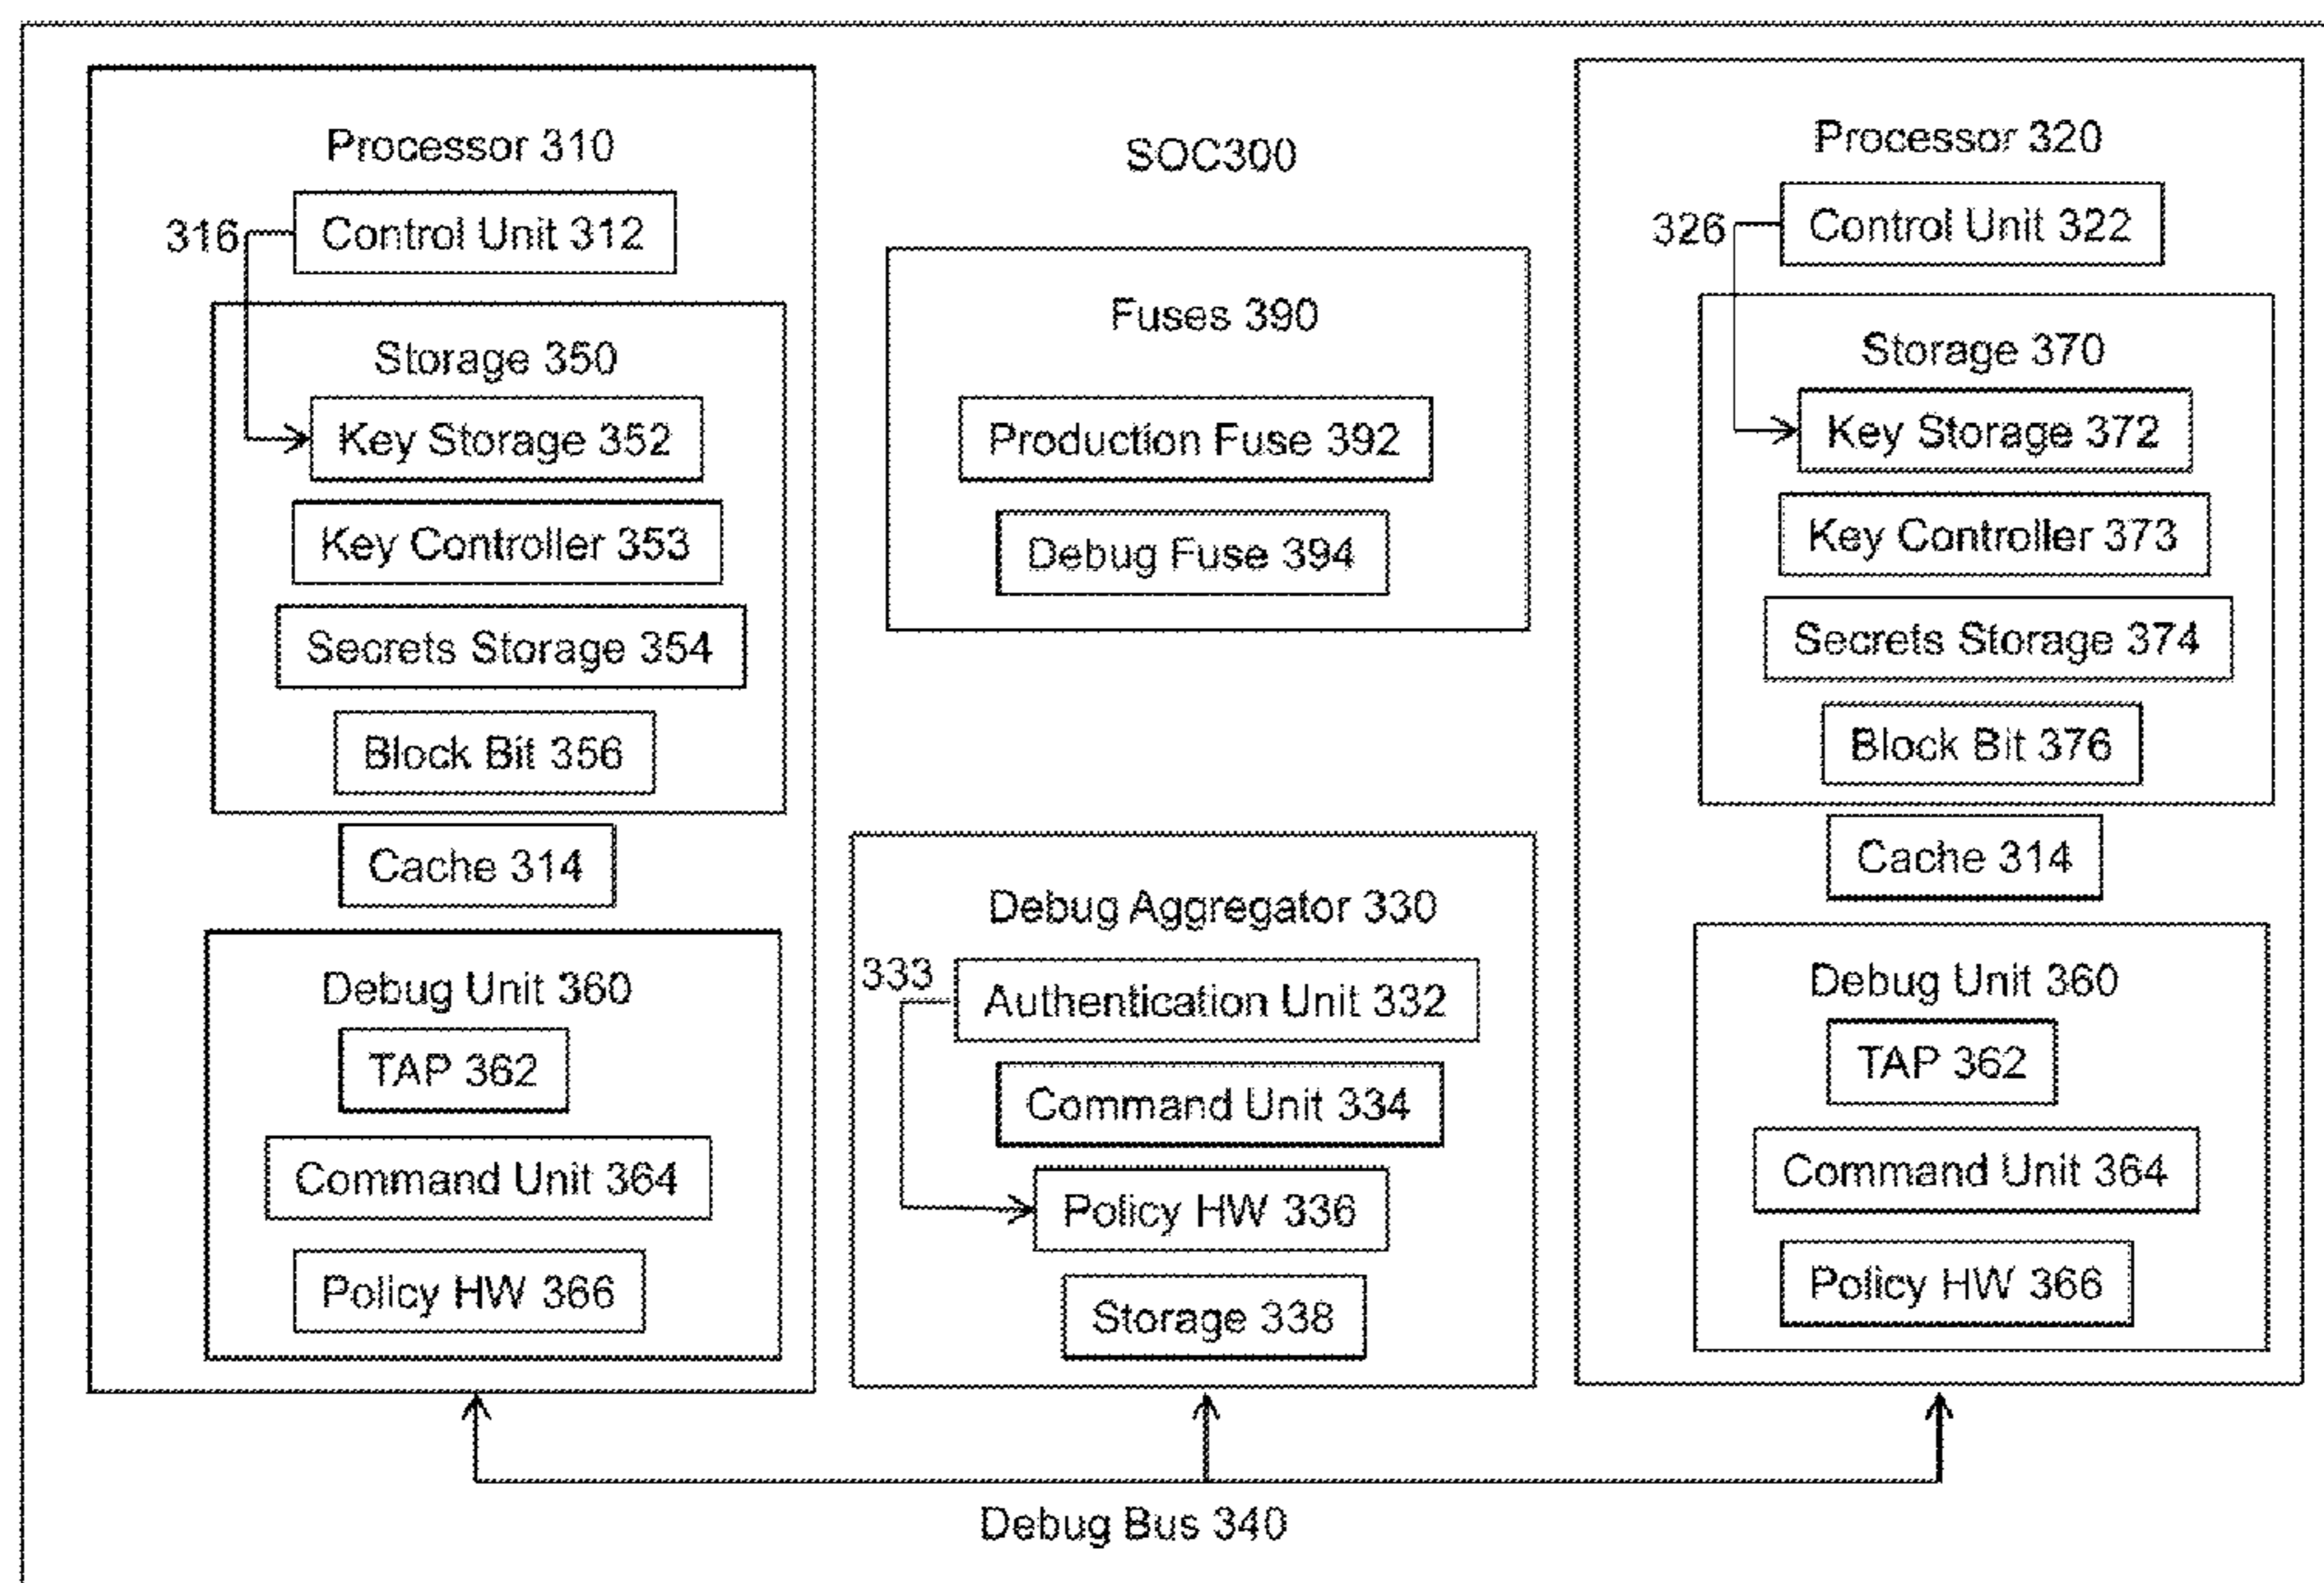 Processor 310
316
Control Unit 312
Storage 350
Key Storage 352
Key Controller 353
Secrets Storage 354
Block Bit 356
Cache 314
Debug Unit 360
TAP 362
Command Unit 364
Policy HW 366
SOC300
Fuses 390
Production Fuse 392
Debug Fuse 394
Debug Aggregator 330
333
Authentication Unit 332
Command Unit 334
Policy HW 336
Storage 338
Processor 320
326
Control Unit 322
Storage 370
Key Storage 372
Key Controller 373
Secrets Storage 374
Block Bit 376
Cache 314
Debug Unit 360
TAP 362
Command Unit 364
Policy HW 366
Debug Bus 340